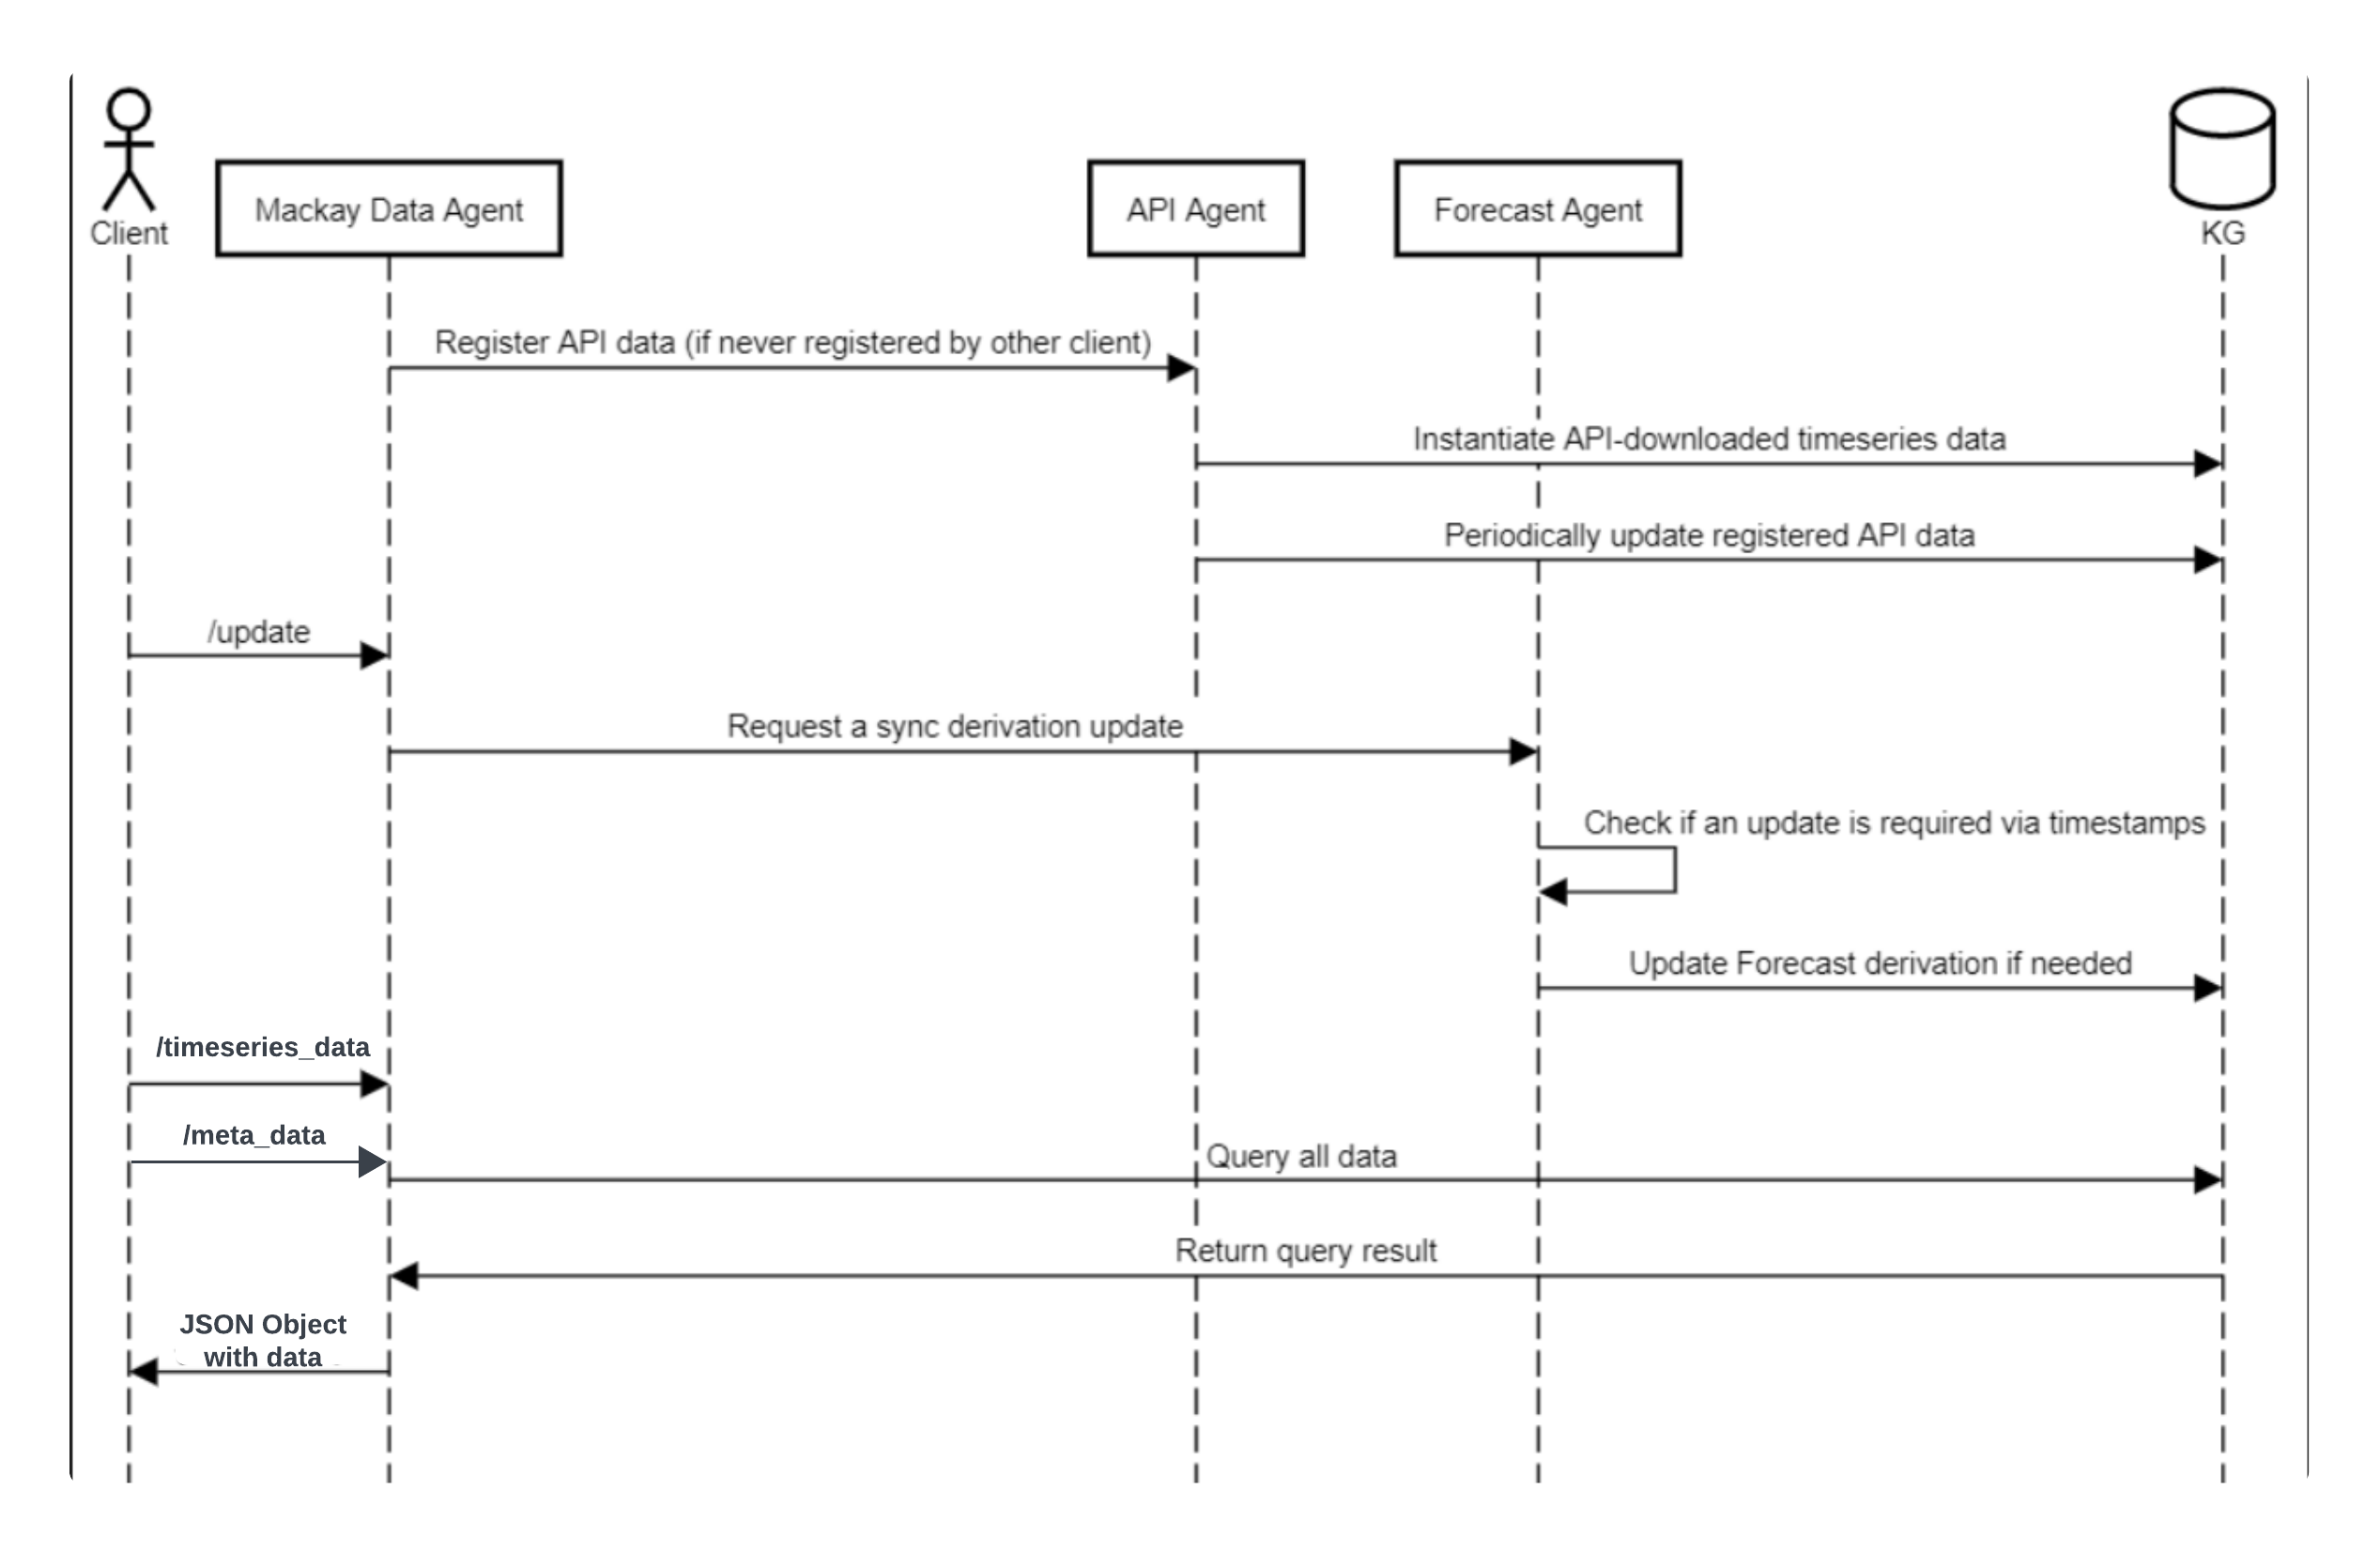 Client
Mackay Data Agent
API Agent
Forecast Agent
KG
Register API data (if never registered by other client)
Instantiate API-downloaded timeseries data
Periodically update registered API data
/update
Request a sync derivation update
Check if an update is required via timestamps
Update Forecast derivation if needed
/timeseries_data
/meta_data
Query all data
Return query result
JSON Object
with data